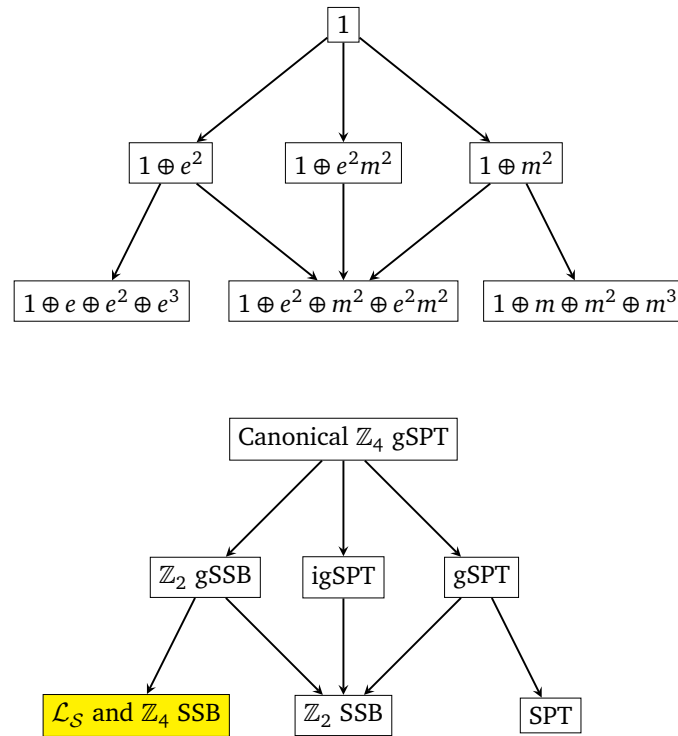 1
1 ⊕ e² 1 ⊕ e²m² 1 ⊕ m²
1 ⊕ e ⊕ e² ⊕ e³ 1 ⊕ e² ⊕ m² ⊕ e²m² 1 ⊕ m ⊕ m² ⊕ m³
Canonical ℤ₄ gSPT
ℤ₂ gSSB igSPT gSPT
ℒ_𝒮 and ℤ₄ SSB ℤ₂ SSB SPT